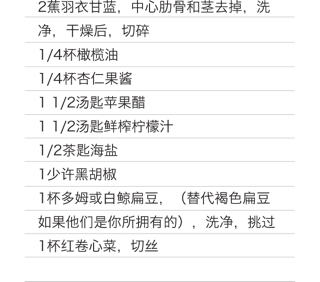 2蕉羽衣甘蓝，中心肋骨和茎去掉，洗
净，干燥后，切碎
1/4杯橄榄油
1/4杯杏仁果酱
1 1/2汤匙苹果醋
1 1/2汤匙鲜榨柠檬汁
1/2茶匙海盐
1少许黑胡椒
1杯多姆或白鲸扁豆，（替代褐色扁豆
如果他们是你所拥有的），洗净，挑过
1杯红卷心菜，切丝